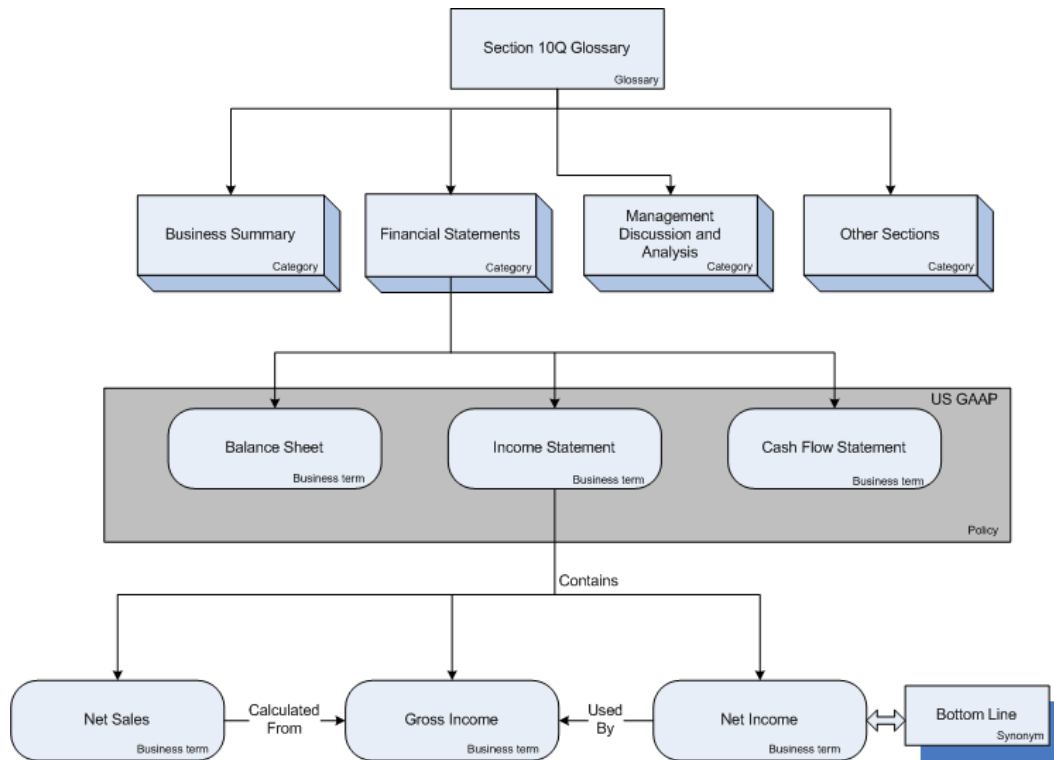 Section 10Q Glossary
Glossary
Business Summary
Category
Financial Statements
Category
Management
Discussion and
Analysis
Category
Other Sections
Category
US GAAP
Balance Sheet
Business term
Income Statement
Business term
Cash Flow Statement
Business term
Policy
Contains
Net Sales
Business term
Calculated
From
Gross Income
Business term
Used
By
Net Income
Business term
Bottom Line
Synonym